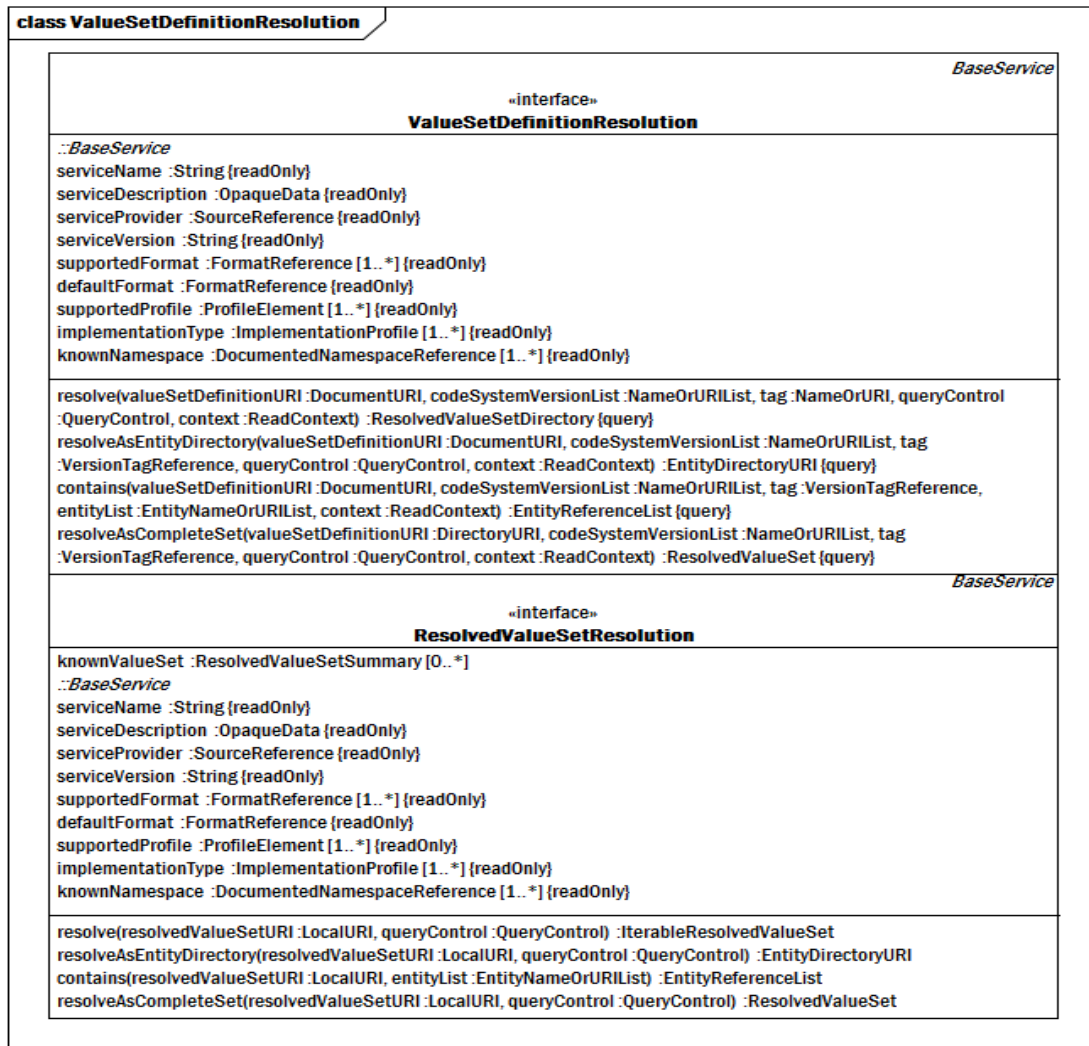 class ValueSetDefinitionResolution
BaseService
«interface»
ValueSetDefinitionResolution
::BaseService
serviceName :String {readOnly}
serviceDescription :OpaqueData {readOnly}
serviceProvider :SourceReference {readOnly}
serviceVersion :String {readOnly}
supportedFormat :FormatReference [1..*] {readOnly}
defaultFormat :FormatReference {readOnly}
supportedProfile :ProfileElement [1..*] {readOnly}
implementationType :ImplementationProfile [1..*] {readOnly}
knownNamespace :DocumentedNamespaceReference [1..*] {readOnly}
resolve(valueSetDefinitionURI :DocumentURI, codeSystemVersionList :NameOrURIList, tag :NameOrURI, queryControl
:QueryControl, context :ReadContext) :ResolvedValueSetDirectory {query}
resolveAsEntityDirectory(valueSetDefinitionURI :DocumentURI, codeSystemVersionList :NameOrURIList, tag
:VersionTagReference, queryControl :QueryControl, context :ReadContext) :EntityDirectoryURI {query}
contains(valueSetDefinitionURI :DocumentURI, codeSystemVersionList :NameOrURIList, tag :VersionTagReference,
entityList :EntityNameOrURIList, context :ReadContext) :EntityReferenceList {query}
resolveAsCompleteSet(valueSetDefinitionURI :DirectoryURI, codeSystemVersionList :NameOrURIList, tag
:VersionTagReference, queryControl :QueryControl, context :ReadContext) :ResolvedValueSet {query}
BaseService
«interface»
ResolvedValueSetResolution
knownValueSet :ResolvedValueSetSummary [0..*]
::BaseService
serviceName :String {readOnly}
serviceDescription :OpaqueData {readOnly}
serviceProvider :SourceReference {readOnly}
serviceVersion :String {readOnly}
supportedFormat :FormatReference [1..*] {readOnly}
defaultFormat :FormatReference {readOnly}
supportedProfile :ProfileElement [1..*] {readOnly}
implementationType :ImplementationProfile [1..*] {readOnly}
knownNamespace :DocumentedNamespaceReference [1..*] {readOnly}
resolve(resolvedValueSetURI :LocalURI, queryControl :QueryControl) :IterableResolvedValueSet
resolveAsEntityDirectory(resolvedValueSetURI :LocalURI, queryControl :QueryControl) :EntityDirectoryURI
contains(resolvedValueSetURI :LocalURI, entityList :EntityNameOrURIList) :EntityReferenceList
resolveAsCompleteSet(resolvedValueSetURI :LocalURI, queryControl :QueryControl) :ResolvedValueSet